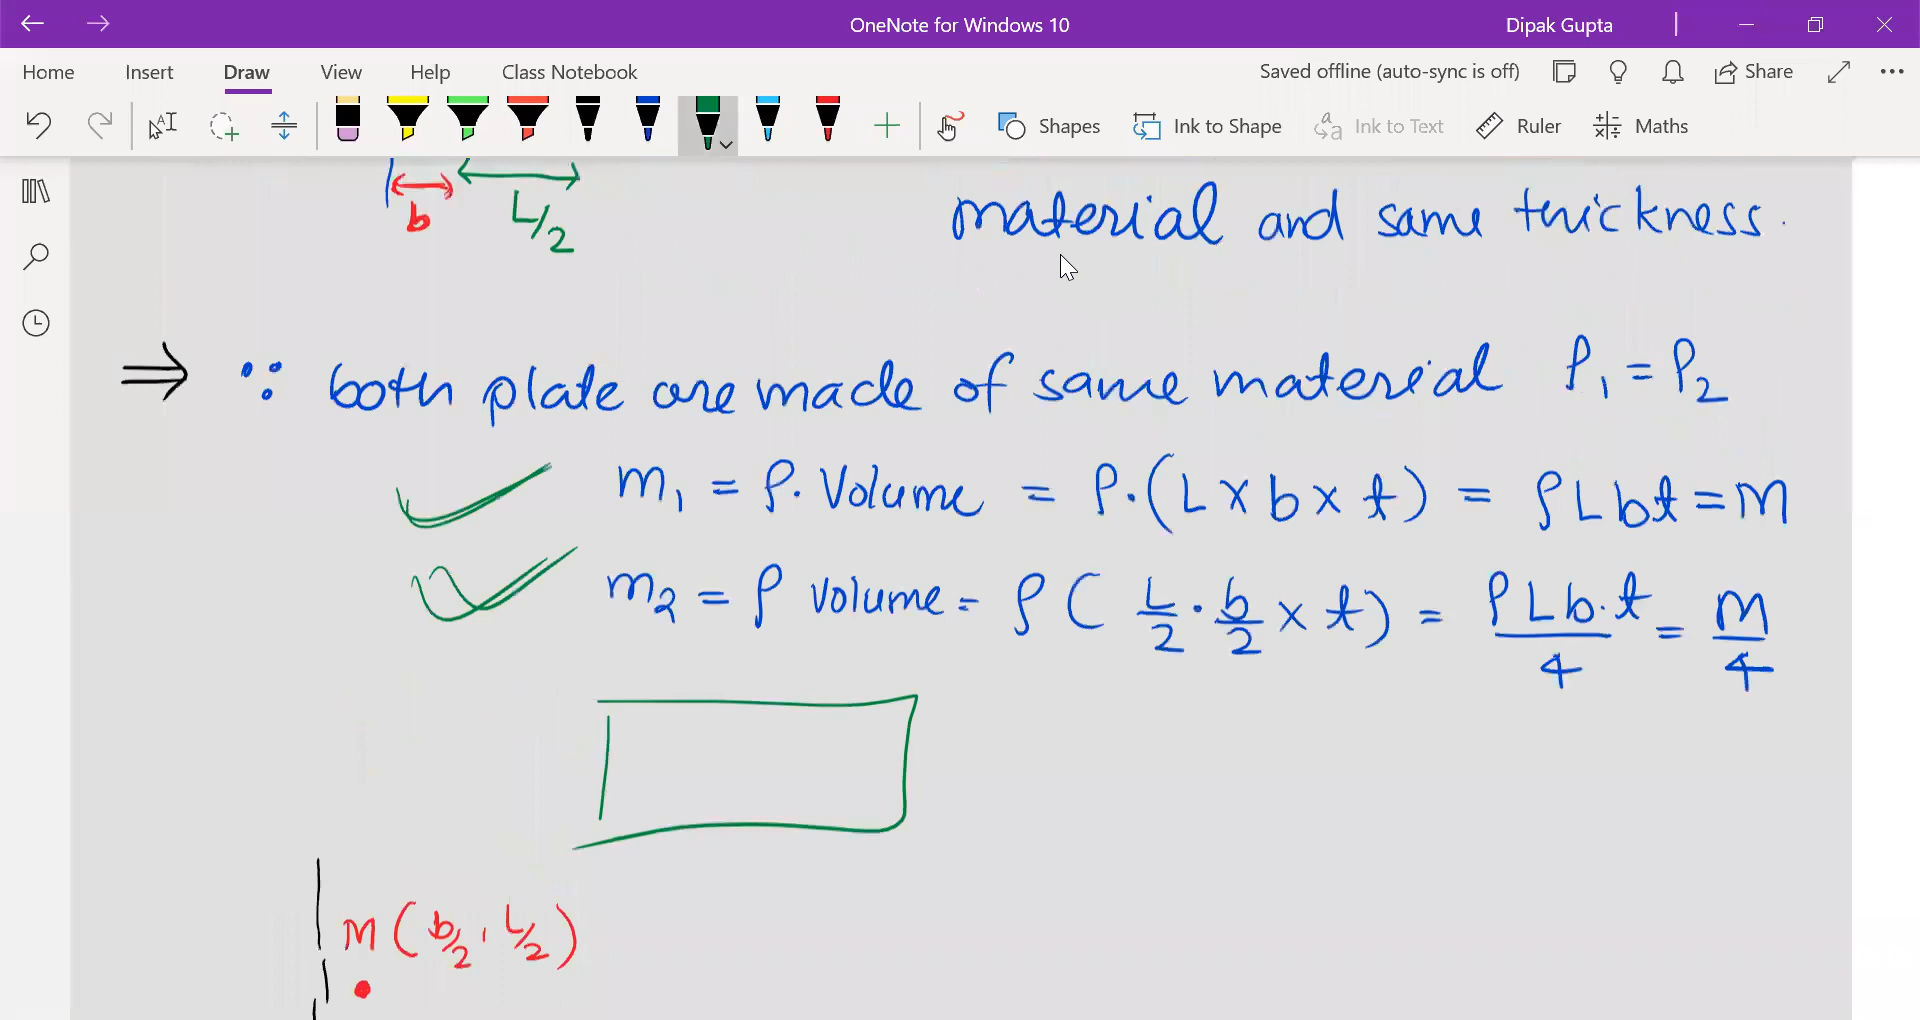 OneNote for Windows 10
Dipak Gupta
Home Insert Draw View Help Class Notebook
Saved offline (auto-sync is off) Share
Shapes Ink to Shape Ink to Text Ruler Maths
b L/2
material and same thickness.
⇒ ∵ both plate are made of same material ρ₁ = ρ₂
m₁ = ρ. Volume = ρ.(L x b x t) = ρLbt = M
m₂ = ρ volume = ρ( L/2 . b/2 x t) = ρLb.t/4 = M/4
M (b/2, L/2)